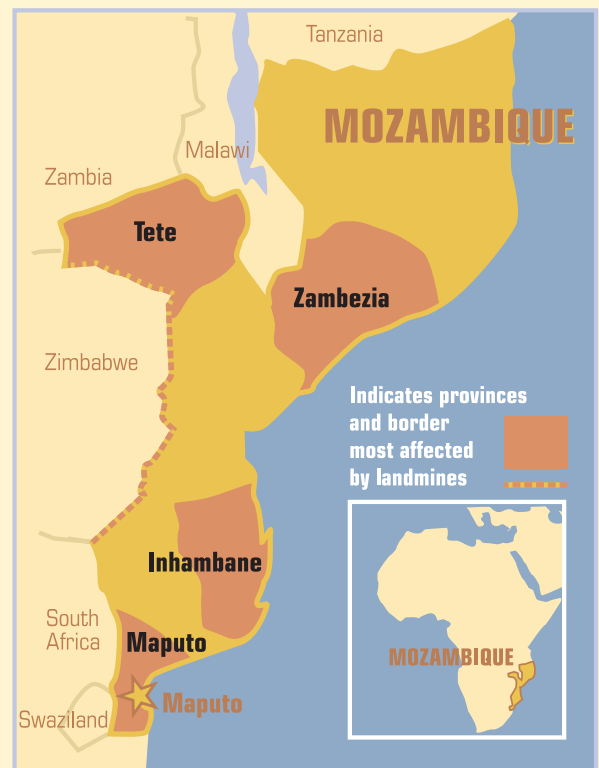 Tanzania
MOZAMBIQUE
Malawi
Zambia
Tete
Zambezia
Zimbabwe
Indicates provinces
and border
most affected
by landmines
Inhambane
South
Africa
Maputo
MOZAMBIQUE
Maputo
Swaziland